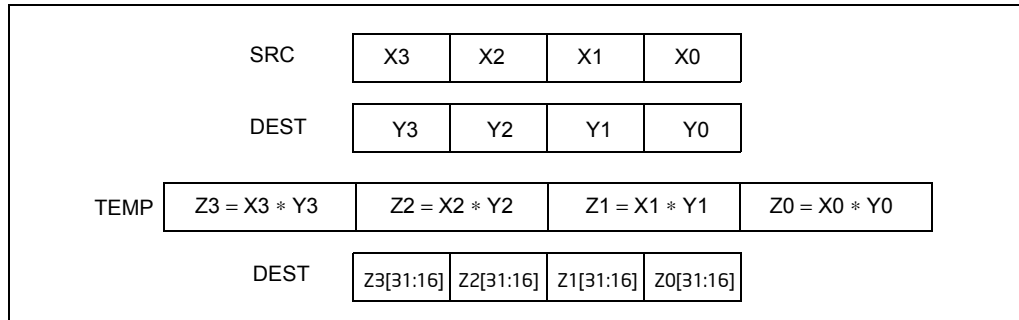 SRC X3 X2 X1 X0
DEST Y3 Y2 Y1 Y0
TEMP Z3 = X3 ∗ Y3 Z2 = X2 ∗ Y2 Z1 = X1 ∗ Y1 Z0 = X0 ∗ Y0
DEST Z3[31:16] Z2[31:16] Z1[31:16] Z0[31:16]